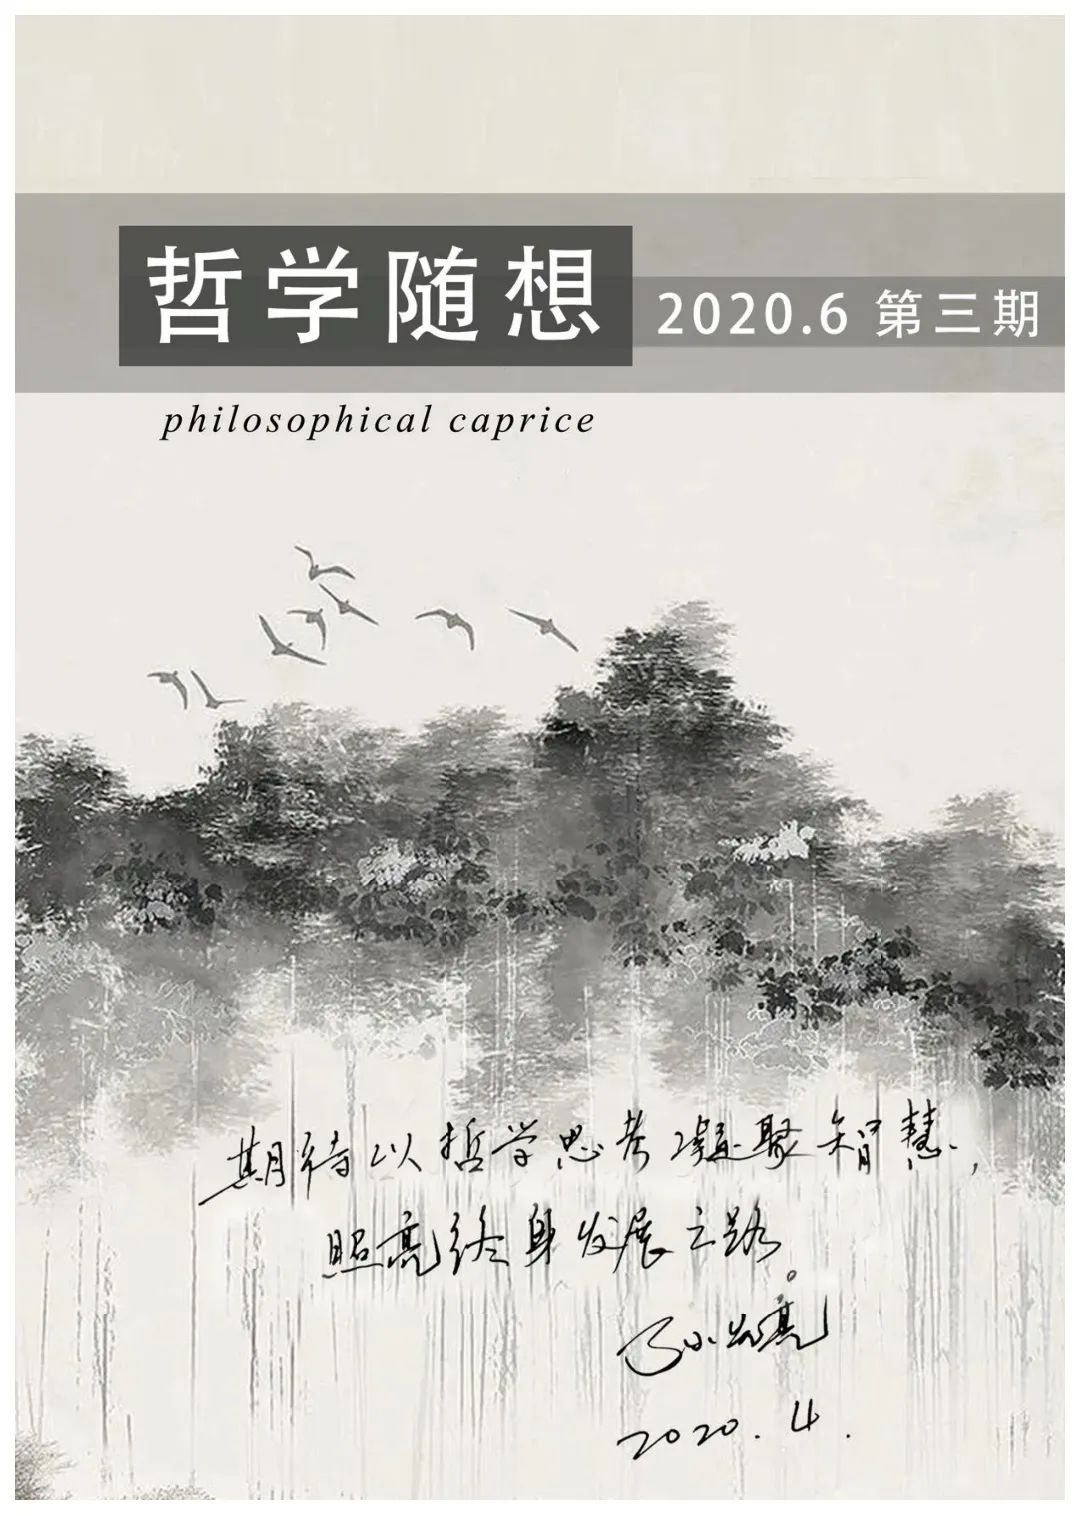 哲学随想
2020.6 第三期
philosophical caprice
期待以哲学思考凝聚智慧，
照亮终身发展之路。
2020.4.